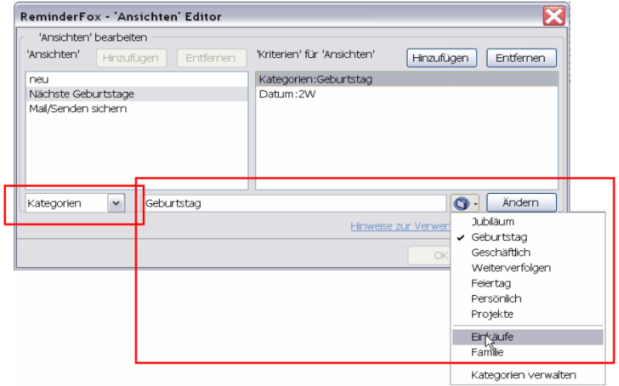 ReminderFox - 'Ansichten' Editor
'Ansichten' bearbeiten
'Ansichten' Hinzufügen Entfernen 'Kriterien' für 'Ansichten' Hinzufügen Entfernen
neu
Nächste Geburtstage
Mail/Senden sichern
Kategorien:Geburtstag
Datum:2W
Kategorien Geburtstag Ändern
Hinweise zur Verwen
OK
Jubiläum
Geburtstag
Geschäftlich
Weiterverfolgen
Feiertag
Persönlich
Projekte
Einkäufe
Familie
Kategorien verwalten